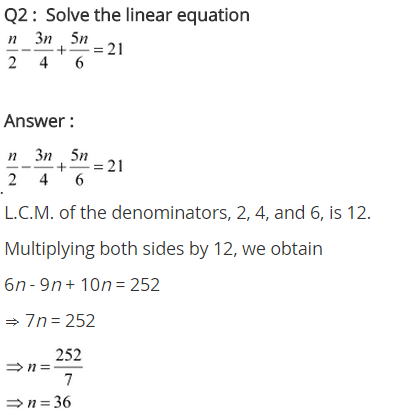 Q2 : Solve the linear equation
n/2 − 3n/4 + 5n/6 = 21
Answer :
n/2 − 3n/4 + 5n/6 = 21
L.C.M. of the denominators, 2, 4, and 6, is 12.
Multiplying both sides by 12, we obtain
6n - 9n + 10n = 252
⇒ 7n = 252
⇒ n = 252/7
⇒ n = 36